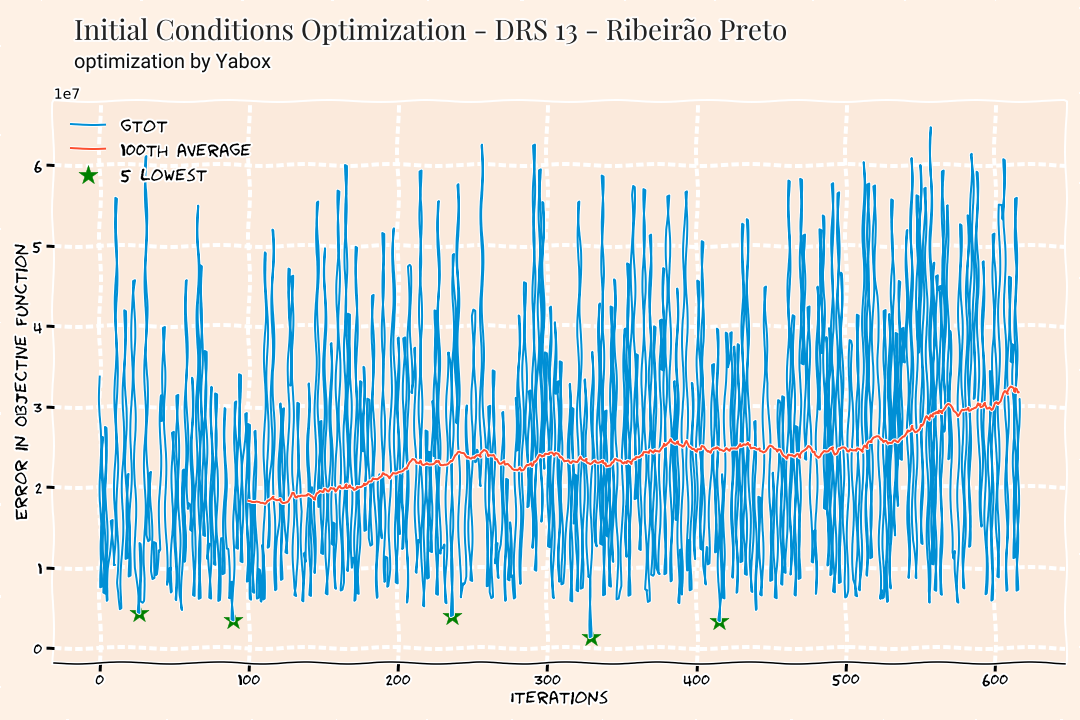 Initial Conditions Optimization - DRS 13 - Ribeirão Preto
optimization by Yabox
1e7
GTOT
100TH AVERAGE
5 LOWEST
6
5
4
3
2
1
0
ERROR IN OBJECTIVE FUNCTION
0 100 200 300 400 500 600
ITERATIONS